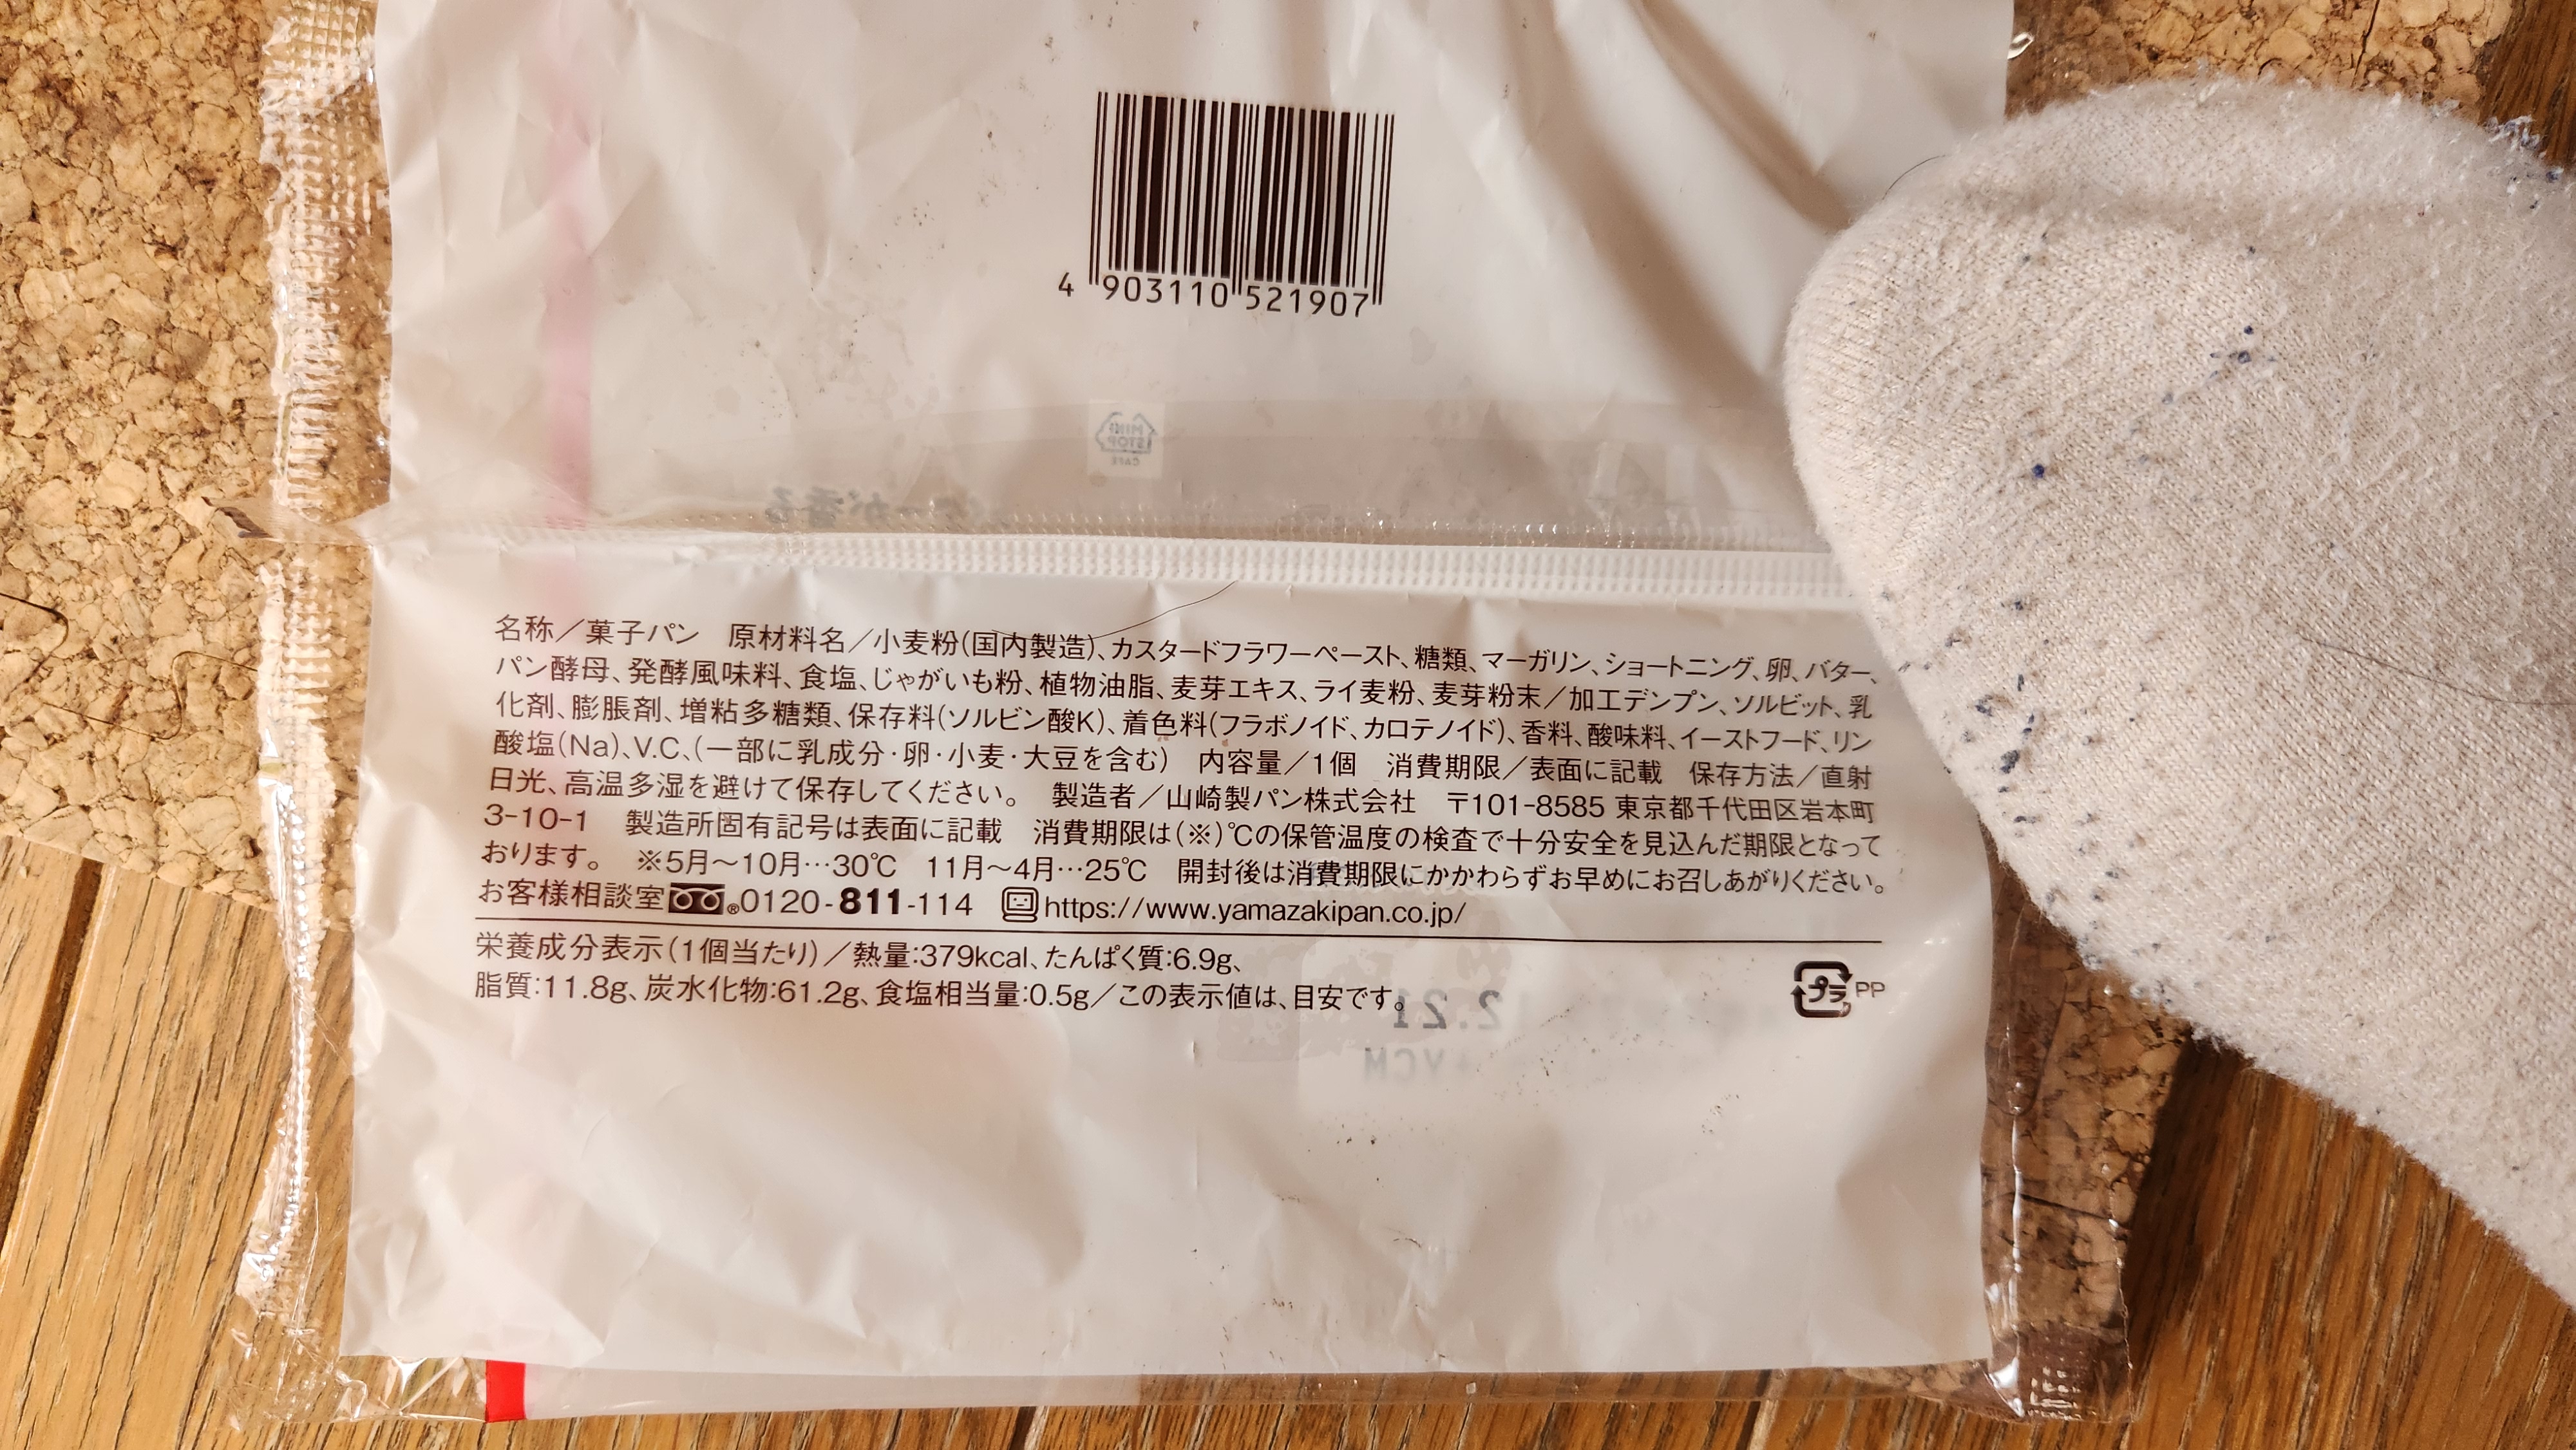 4 903110 521907
MINI
STOP
CAFE
ターが香る
名称／菓子パン　原材料名／小麦粉(国内製造)、カスタードフラワーペースト、糖類、マーガリン、ショートニング、卵、バター、
パン酵母、発酵風味料、食塩、じゃがいも粉、植物油脂、麦芽エキス、ライ麦粉、麦芽粉末／加工デンプン、ソルビット、乳
化剤、膨脹剤、増粘多糖類、保存料(ソルビン酸K)、着色料(フラボノイド、カロテノイド)、香料、酸味料、イーストフード、リン
酸塩(Na)、V.C.、(一部に乳成分・卵・小麦・大豆を含む)　内容量／1個　消費期限／表面に記載　保存方法／直射
日光、高温多湿を避けて保存してください。　製造者／山崎製パン株式会社　〒101-8585 東京都千代田区岩本町
3-10-1　製造所固有記号は表面に記載　消費期限は(※)℃の保管温度の検査で十分安全を見込んだ期限となって
おります。　※5月〜10月…30℃　11月〜4月…25℃　開封後は消費期限にかかわらずお早めにお召しあがりください。
お客様相談室 ®0120-811-114　https://www.yamazakipan.co.jp/
栄養成分表示(1個当たり)／熱量:379kcal、たんぱく質:6.9g、
脂質:11.8g、炭水化物:61.2g、食塩相当量:0.5g／この表示値は、目安です。
プラ PP
2.21
YCM